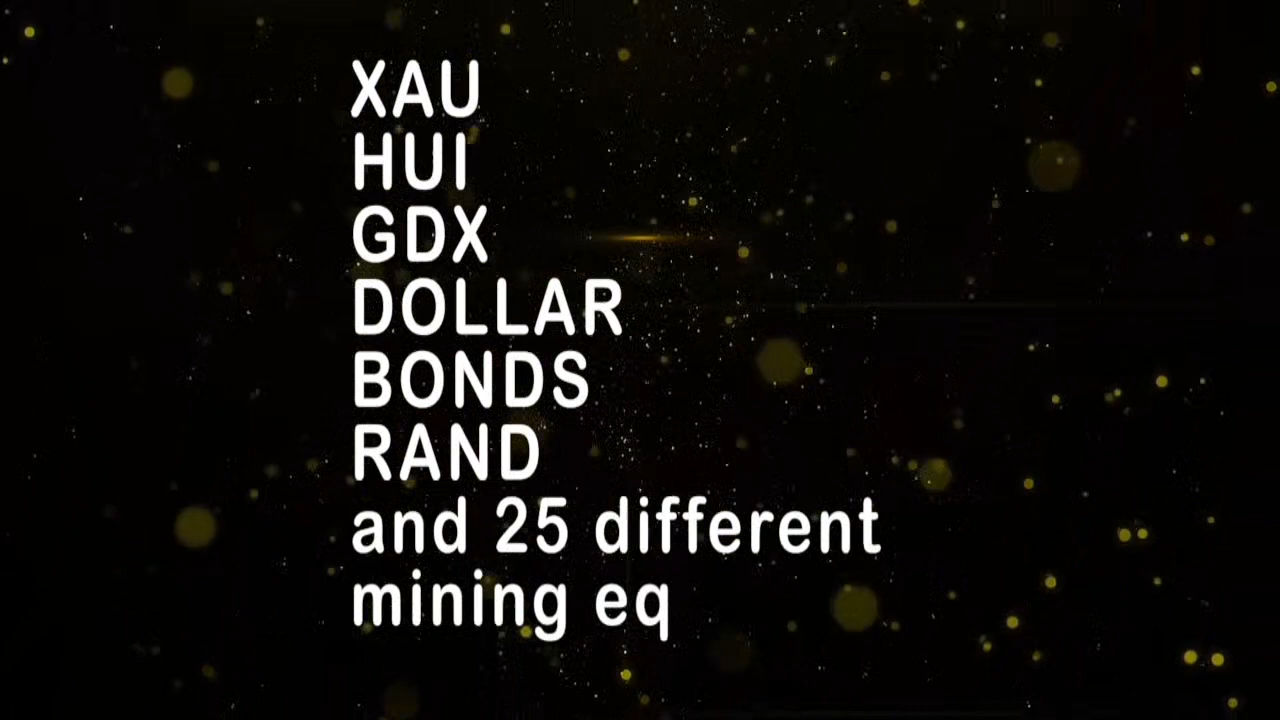 XAU
HUI
GDX
DOLLAR
BONDS
RAND
and 25 different
mining eq